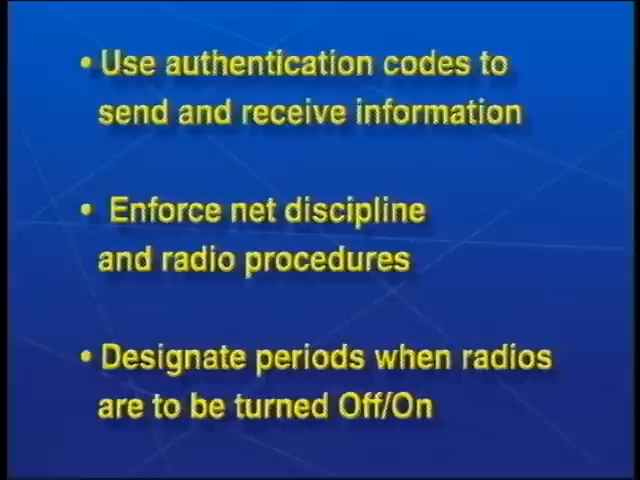 • Use authentication codes to
send and receive information
• Enforce net discipline
and radio procedures
• Designate periods when radios
are to be turned Off/On